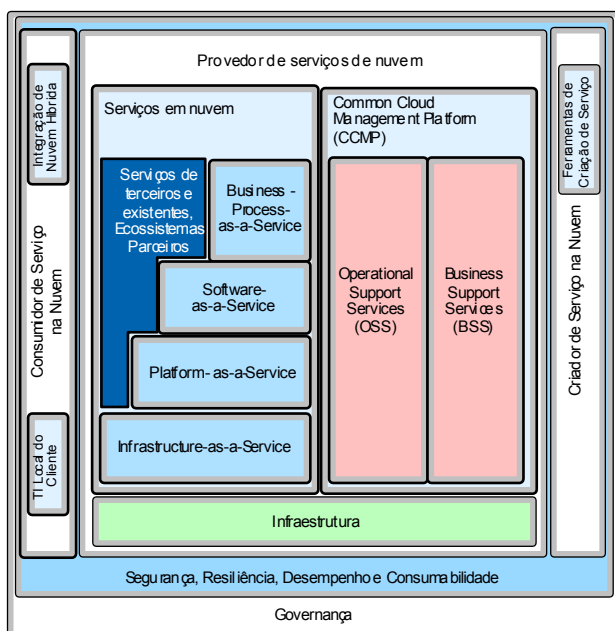 Provedor de serviços de nuvem
Integração de
Nuvem Híbrida
Consumidor de Serviço
na Nuvem
TI Local do
Cliente
Serviços em nuvem
Serviços de
terceiros e
existentes,
Ecossistemas
Parceiros
Business -
Process-
as-a-Service
Software-
as-a-Service
Platform- as-a-Service
Infrastructure-as-a-Service
Common Cloud
Management Platform
(CCMP)
Operational
Support
Services
(OSS)
Business
Support
Services
(BSS)
Ferramentas de
Criação de Serviço
Criador de Serviço na Nuvem
Infraestrutura
Segurança, Resiliência, Desempenho e Consumabilidade
Governança